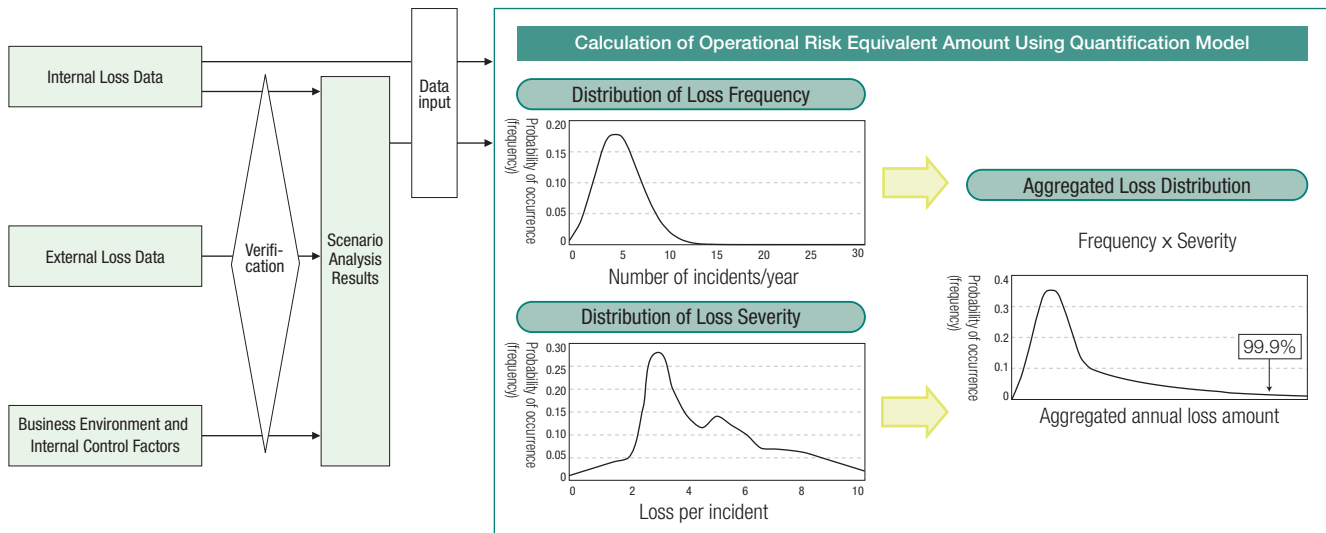 Internal Loss Data
External Loss Data
Business Environment and
Internal Control Factors
Verifi-
cation
Scenario
Analysis
Results
Data
input
Calculation of Operational Risk Equivalent Amount Using Quantification Model
Distribution of Loss Frequency
Probability of occurrence
(frequency)
0.20
0.15
0.10
0.05
0
0 5 10 15 20 25 30
Number of incidents/year
Distribution of Loss Severity
Probability of occurrence
(frequency)
0.30
0.25
0.20
0.15
0.10
0.05
0
0 2 4 6 8 10
Loss per incident
Aggregated Loss Distribution
Frequency x Severity
Probability of occurrence
(frequency)
0.4
0.3
0.2
0.1
0
99.9%
Aggregated annual loss amount